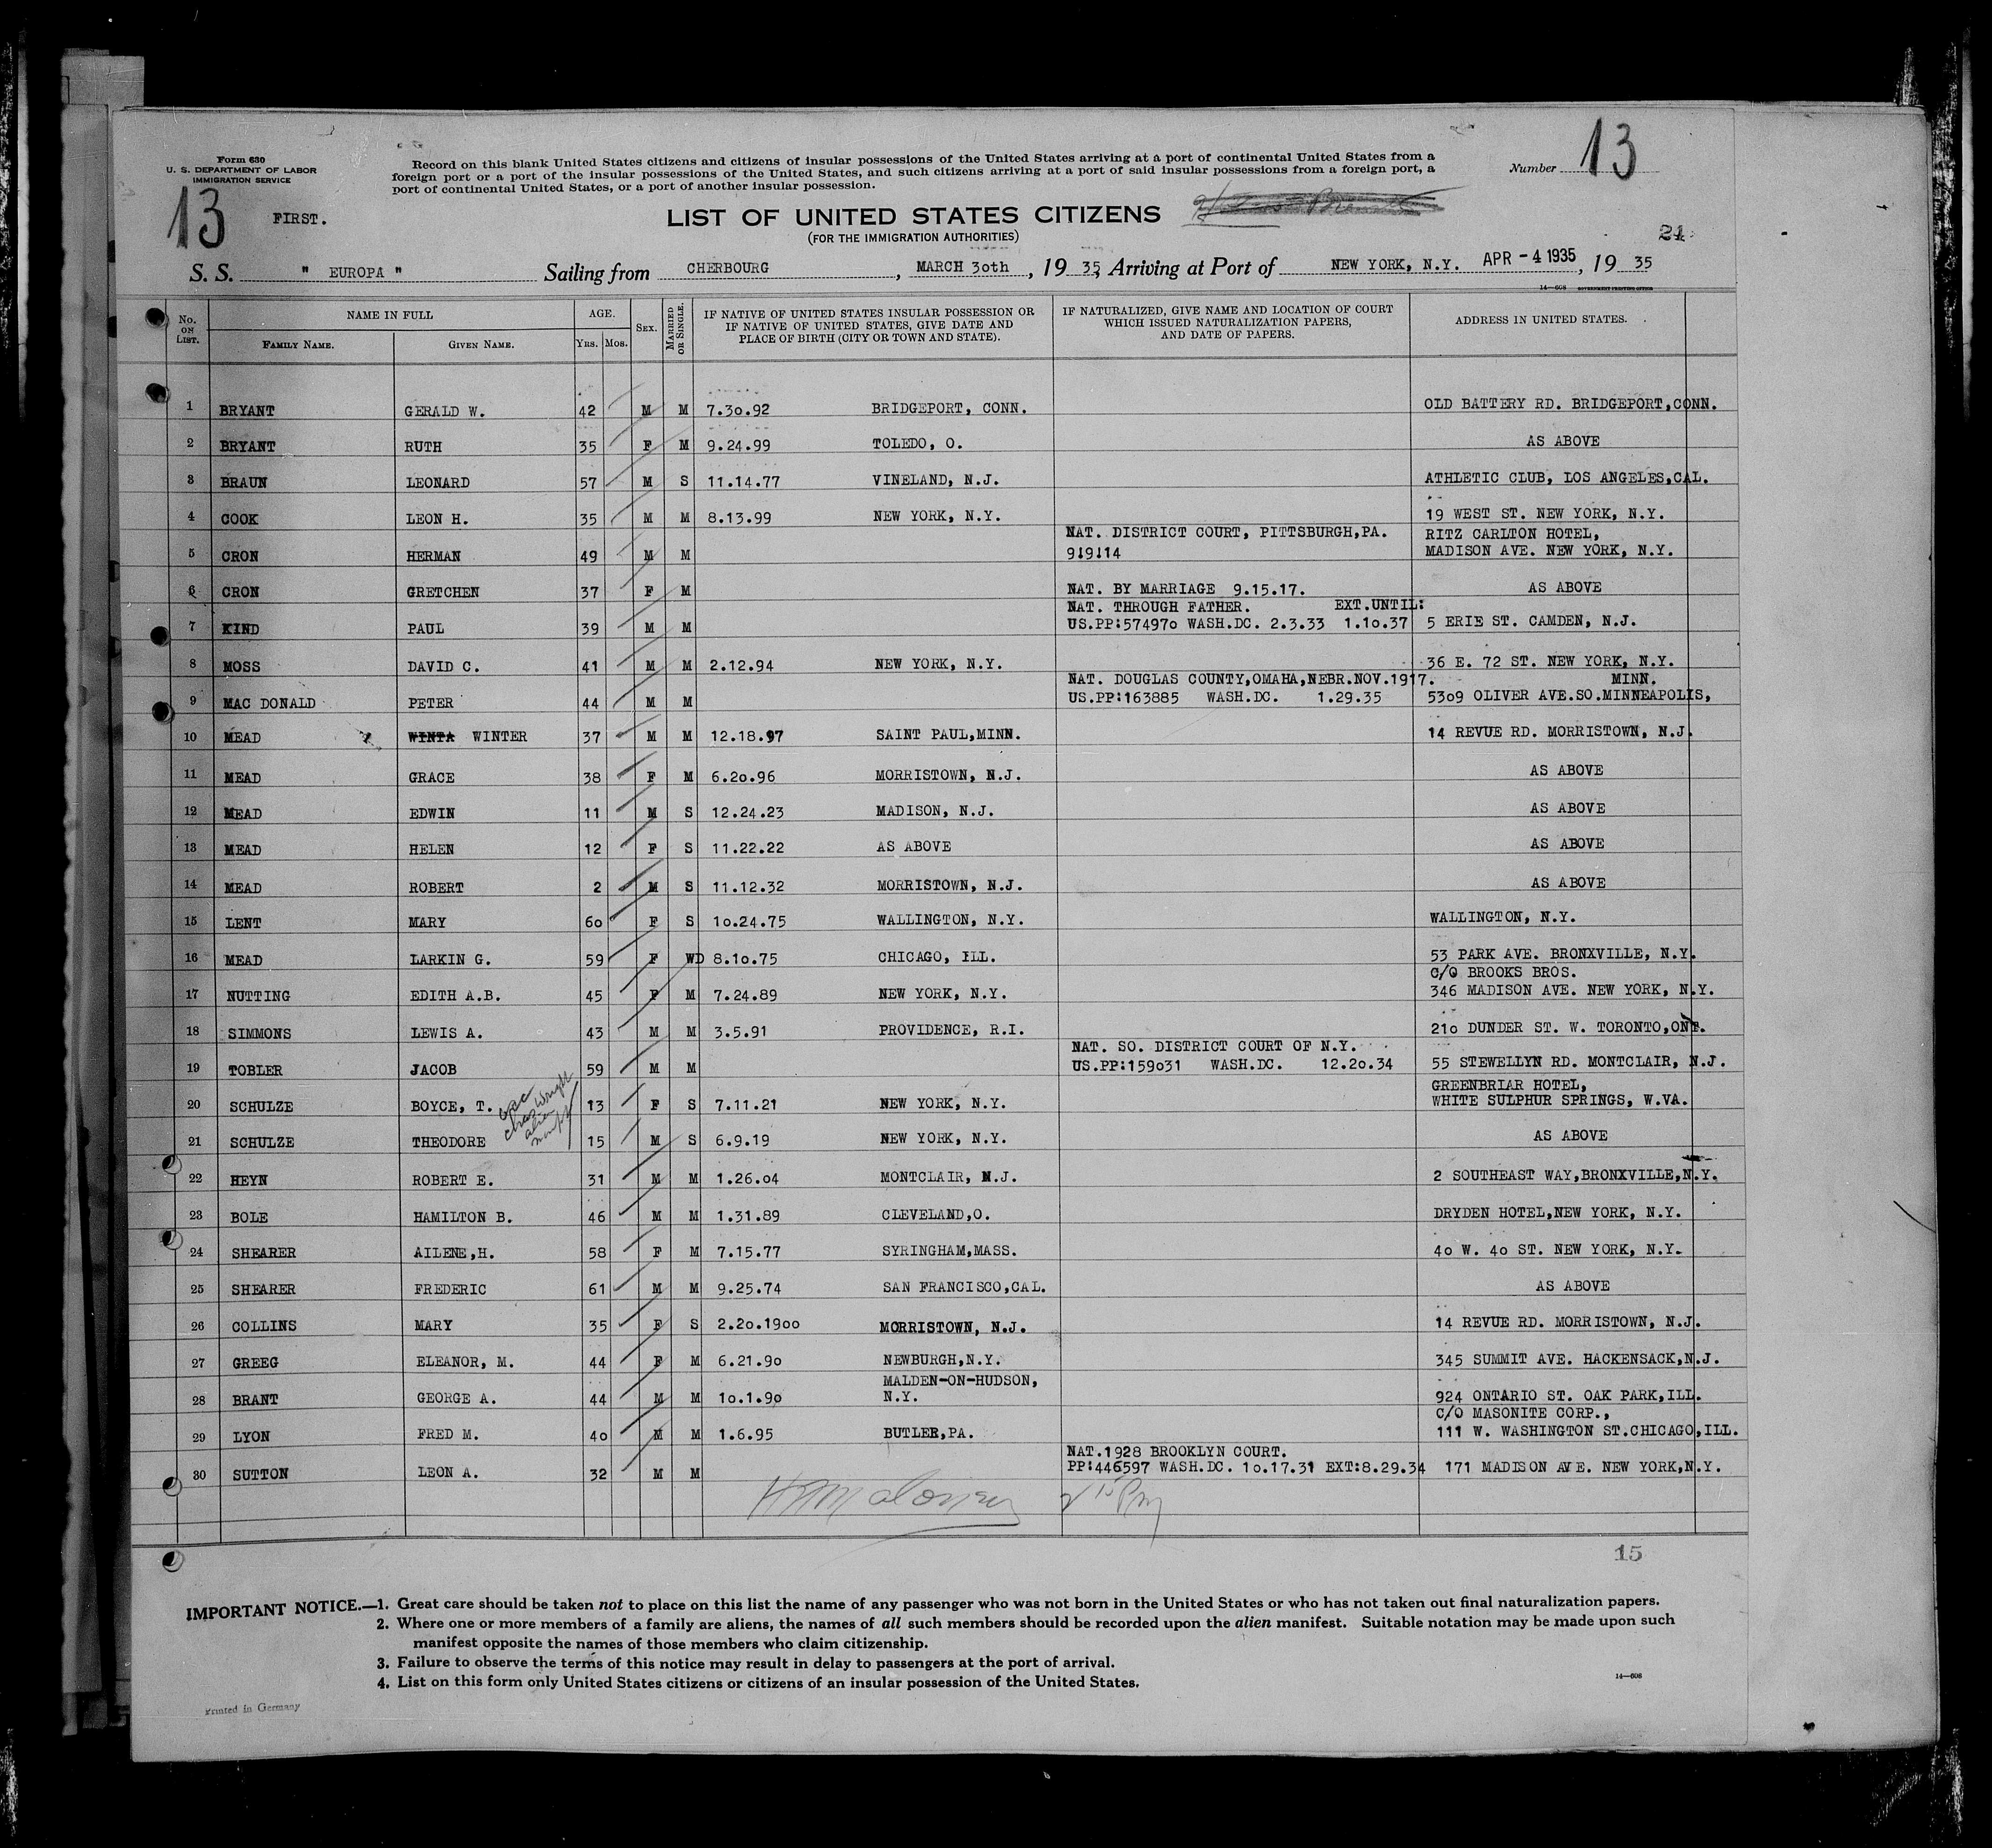 Form 630
U. S. DEPARTMENT OF LABOR
IMMIGRATION SERVICE
13
FIRST.
Record on this blank United States citizens and citizens of insular possessions of the United States arriving at a port of continental United States from a
foreign port or a port of the insular possessions of the United States, and such citizens arriving at a port of said insular possessions from a foreign port, a
port of continental United States, or a port of another insular possession.
Number 13
LIST OF UNITED STATES CITIZENS
(FOR THE IMMIGRATION AUTHORITIES)
21
S. S. " EUROPA " Sailing from CHERBOURG, MARCH 30th, 19 35, Arriving at Port of NEW YORK, N.Y. APR - 4 1935, 19 35
14—608 GOVERNMENT PRINTING OFFICE
No. ON LIST. NAME IN FULL FAMILY NAME. GIVEN NAME. AGE. YRS. MOS. SEX. MARRIED OR SINGLE. IF NATIVE OF UNITED STATES INSULAR POSSESSION OR IF NATIVE OF UNITED STATES, GIVE DATE AND PLACE OF BIRTH (CITY OR TOWN AND STATE). IF NATURALIZED, GIVE NAME AND LOCATION OF COURT WHICH ISSUED NATURALIZATION PAPERS, AND DATE OF PAPERS. ADDRESS IN UNITED STATES.
1 BRYANT GERALD W. 42 M M 7.30.92 BRIDGEPORT, CONN. OLD BATTERY RD. BRIDGEPORT,CONN.
2 BRYANT RUTH 35 F M 9.24.99 TOLEDO, O. AS ABOVE
3 BRAUN LEONARD 57 M S 11.14.77 VINELAND, N.J. ATHLETIC CLUB, LOS ANGELES,CAL.
4 COOK LEON H. 35 M M 8.13.99 NEW YORK, N.Y. 19 WEST ST. NEW YORK, N.Y.
NAT. DISTRICT COURT, PITTSBURGH,PA. RITZ CARLTON HOTEL,
5 CRON HERMAN 49 M M 9!9!14 MADISON AVE. NEW YORK, N.Y.
6 CRON GRETCHEN 37 F M NAT. BY MARRIAGE 9.15.17. AS ABOVE
NAT. THROUGH FATHER. EXT.UNTIL:
7 KIND PAUL 39 M M US.PP:574970 WASH.DC. 2.3.33 1.10.37 5 ERIE ST. CAMDEN, N.J.
8 MOSS DAVID C. 41 M M 2.12.94 NEW YORK, N.Y. 36 E. 72 ST. NEW YORK, N.Y.
NAT. DOUGLAS COUNTY,OMAHA,NEBR.NOV.1917. MINN.
9 MAC DONALD PETER 44 M M US.PP:163885 WASH.DC. 1.29.35 5309 OLIVER AVE.SO.MINNEAPOLIS,
10 MEAD WINTA WINTER 37 M M 12.18.97 SAINT PAUL,MINN. 14 REVUE RD. MORRISTOWN, N.J.
11 MEAD GRACE 38 F M 6.20.96 MORRISTOWN, N.J. AS ABOVE
12 MEAD EDWIN 11 M S 12.24.23 MADISON, N.J. AS ABOVE
13 MEAD HELEN 12 F S 11.22.22 AS ABOVE AS ABOVE
14 MEAD ROBERT 2 M S 11.12.32 MORRISTOWN, N.J. AS ABOVE
15 LENT MARY 60 F S 10.24.75 WALLINGTON, N.Y. WALLINGTON, N.Y.
16 MEAD LARKIN G. 59 F WD 8.10.75 CHICAGO, ILL. 53 PARK AVE. BRONXVILLE, N.Y.
C/O BROOKS BROS.
17 NUTTING EDITH A.B. 45 F M 7.24.89 NEW YORK, N.Y. 346 MADISON AVE. NEW YORK, N.Y.
18 SIMMONS LEWIS A. 43 M M 3.5.91 PROVIDENCE, R.I. 210 DUNDER ST. W. TORONTO,ONT.
NAT. SO. DISTRICT COURT OF N.Y.
19 TOBLER JACOB 59 M M US.PP:159031 WASH.DC. 12.20.34 55 STEWELLYN RD. MONTCLAIR, N.J.
GREENBRIAR HOTEL,
20 SCHULZE BOYCE, T. 13 F S 7.11.21 NEW YORK, N.Y. WHITE SULPHUR SPRINGS, W.VA.
Wright
alien
21 SCHULZE THEODORE 15 M S 6.9.19 NEW YORK, N.Y. AS ABOVE
22 HEYN ROBERT E. 31 M M 1.26.04 MONTCLAIR, N.J. 2 SOUTHEAST WAY,BRONXVILLE,N.Y.
23 BOLE HAMILTON B. 46 M M 1.31.89 CLEVELAND,O. DRYDEN HOTEL,NEW YORK, N.Y.
24 SHEARER AILENE,H. 58 F M 7.15.77 SYRINGHAM,MASS. 40 W. 40 ST. NEW YORK, N.Y.
25 SHEARER FREDERIC 61 M M 9.25.74 SAN FRANCISCO,CAL. AS ABOVE
26 COLLINS MARY 35 F S 2.20.1900 MORRISTOWN, N.J. 14 REVUE RD. MORRISTOWN, N.J.
27 GREEG ELEANOR, M. 44 F M 6.21.90 NEWBURGH,N.Y. 345 SUMMIT AVE. HACKENSACK,N.J.
MALDEN-ON-HUDSON,
28 BRANT GEORGE A. 44 M M 10.1.90 N.Y. 924 ONTARIO ST. OAK PARK,ILL.
C/O MASONITE CORP.,
29 LYON FRED M. 40 M M 1.6.95 BUTLER,PA. 111 W. WASHINGTON ST.CHICAGO,ILL.
NAT.1928 BROOKLYN COURT.
30 SUTTON LEON A. 32 M M PP:446597 WASH.DC. 10.17.31 EXT:8.29.34 171 MADISON AVE. NEW YORK,N.Y.
Maloney
15
IMPORTANT NOTICE.—1. Great care should be taken not to place on this list the name of any passenger who was not born in the United States or who has not taken out final naturalization papers.
2. Where one or more members of a family are aliens, the names of all such members should be recorded upon the alien manifest. Suitable notation may be made upon such
manifest opposite the names of those members who claim citizenship.
3. Failure to observe the terms of this notice may result in delay to passengers at the port of arrival.
4. List on this form only United States citizens or citizens of an insular possession of the United States.
14—608
Printed in Germany